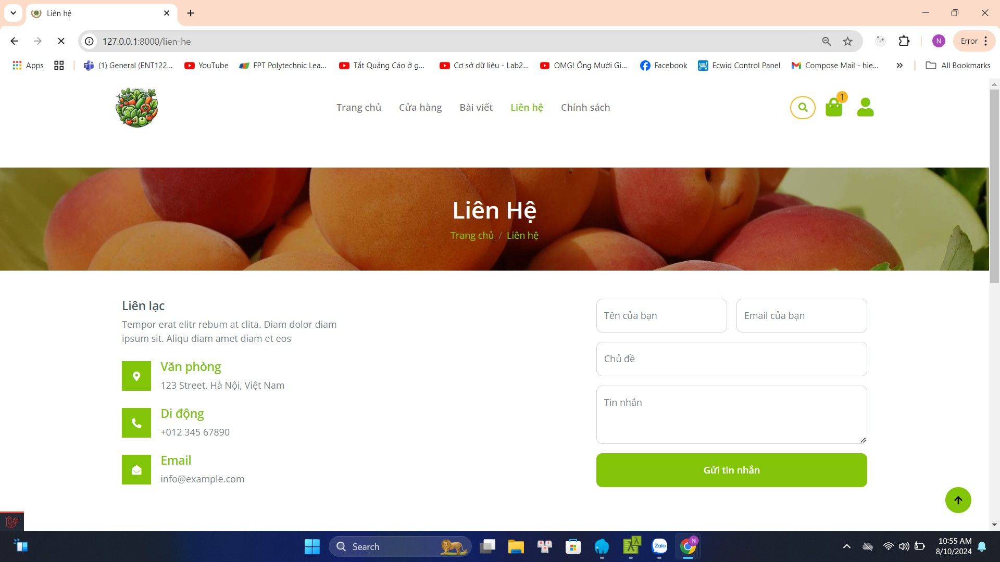 Liên hệ
127.0.0.1:8000/lien-he
N
Error
Apps
(1) General (ENT122...
YouTube
FPT Polytechnic Lea...
Tắt Quảng Cáo ở g...
Cơ sở dữ liệu - Lab2...
OMG! Ông Mười Gi...
Facebook
Ecwid Control Panel
Compose Mail - hie...
All Bookmarks
Trang chủ
Cửa hàng
Bài viết
Liên hệ
Chính sách
1
Liên Hệ
Trang chủ / Liên hệ
Liên lạc
Tempor erat elitr rebum at clita. Diam dolor diam
ipsum sit. Aliqu diam amet diam et eos
Văn phòng
123 Street, Hà Nội, Việt Nam
Di động
+012 345 67890
Email
info@example.com
Tên của bạn
Email của bạn
Chủ đề
Tin nhắn
Gửi tin nhắn
Search
Zalo
N
10:55 AM
8/10/2024